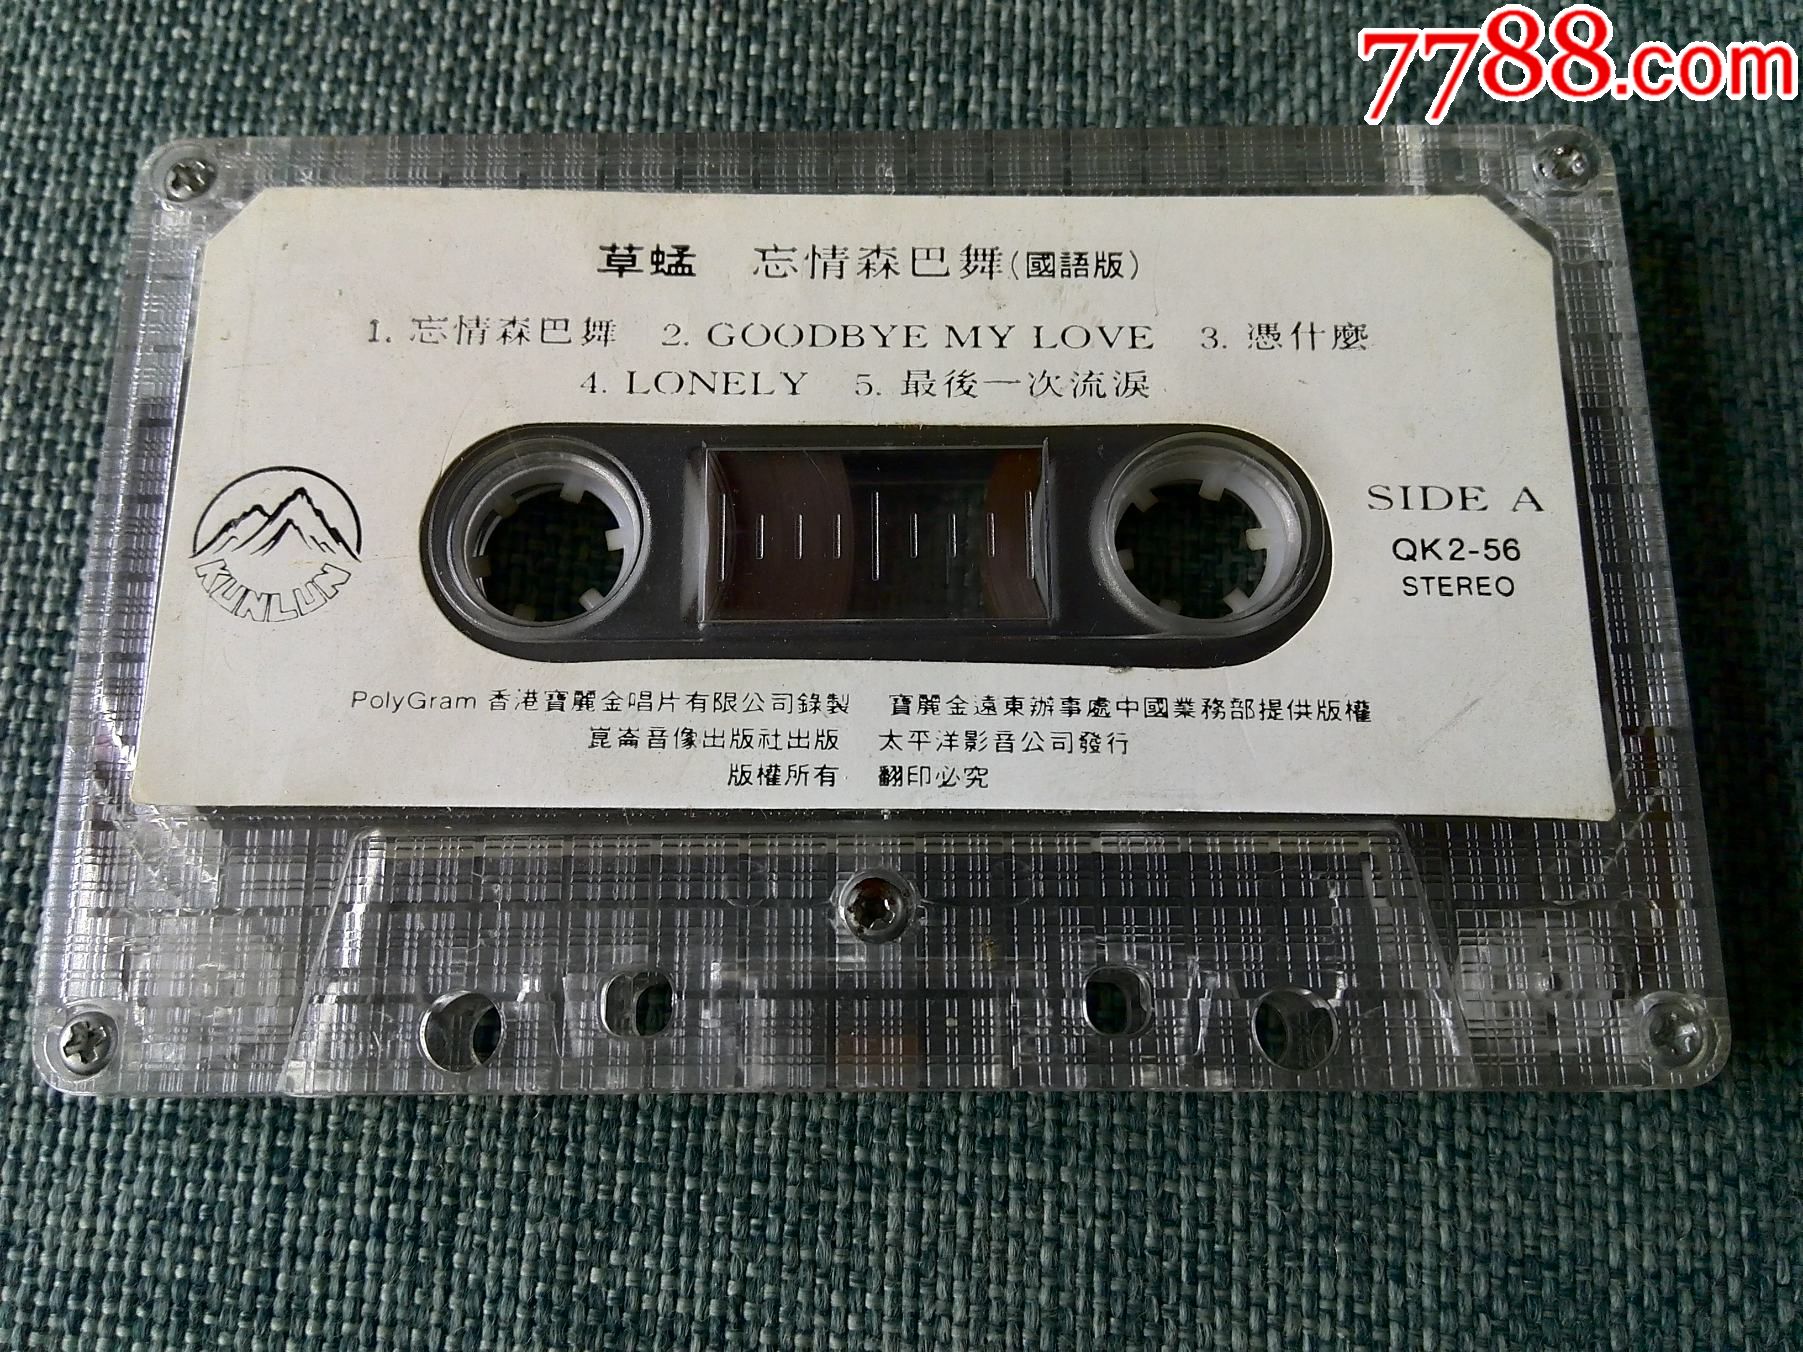 7788.com
草蜢 忘情森巴舞(國語版)
1. 忘情森巴舞 2. GOODBYE MY LOVE 3. 憑什麼
4. LONELY 5. 最後一次流淚
KUNLUN
SIDE A
QK2-56
STEREO
PolyGram 香港寶麗金唱片有限公司錄製 寶麗金遠東辦事處中國業務部提供版權
崑崙音像出版社出版 太平洋影音公司發行
版權所有 翻印必究